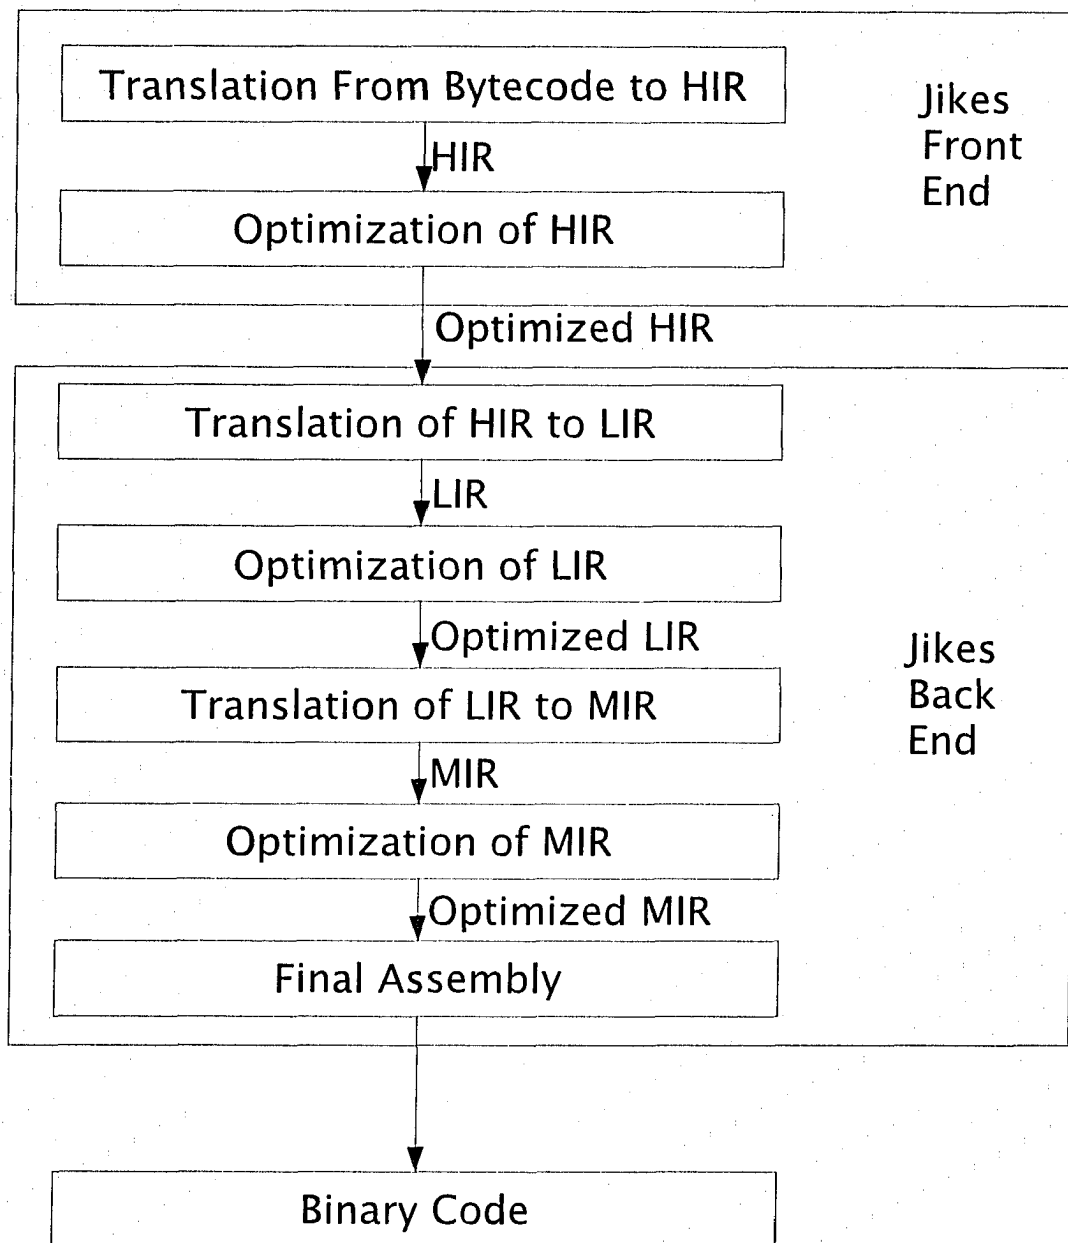 Translation From Bytecode to HIR
Jikes
Front
End
HIR
Optimization of HIR
Optimized HIR
Translation of HIR to LIR
LIR
Optimization of LIR
Optimized LIR
Jikes
Back
End
Translation of LIR to MIR
MIR
Optimization of MIR
Optimized MIR
Final Assembly
Binary Code